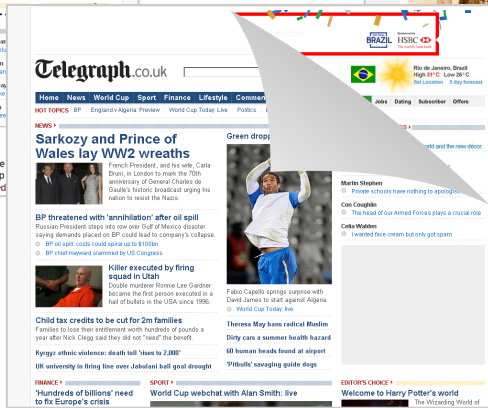 BRAZIL
HSBC
Telegraph.co.uk
Rio de Janeiro, Brazil
High 31°C Low 26°C
Set Location 5 day forecast
Home News World Cup Sport Finance Lifestyle Commen
Jobs Dating Subscriber Offers
HOT TOPICS BP England v Algeria: Preview World Cup Today: Live Politics
NEWS
Sarkozy and Prince of
Wales lay WW2 wreaths
French President, and his wife, Carla
Bruni, in London to mark the 70th
anniversary of General Charles de
Gaulle's historic broadcast urging his
nation to resist the Nazis.
BP threatened with 'annihilation' after oil spill
Russian President steps into row over Gulf of Mexico disaster
saying demands placed on BP could lead to company's collapse.
BP oil spill: costs could spiral up to $100bn
BP chief Hayward slammed by US Congress
Killer executed by firing
squad in Utah
Double murderer Ronnie Lee Gardner
became the first person executed in a
hail of bullets in the USA since 1996.
Child tax credits to be cut for 2m families
Families to lose their entitlement worth hundreds of pounds a
year after Nick Clegg said they did not "need" the benefit.
Kyrgyz ethnic violence: death toll 'rises to 2,000'
UK university in firing line over Jabulani ball goal drought
Green dropp
Fabio Capello springs surprise with
David James to start against Algeria.
World Cup Today: live
Theresa May bans radical Muslim
Dirty cars a summer health hazard
60 human heads found at airport
'Pitbulls' savaging guide dogs
world and the new décor.
Martin Stephen
Private schools have nothing to apologis
Con Coughlin
The head of our Armed Forces plays a crucial role
Celia Walden
I wanted face cream but only got spam
FINANCE
'Hundreds of billions' need
to fix Europe's crisis
SPORT
World Cup webchat with Alan Smith: live
EDITOR'S CHOICE
Welcome to Harry Potter's world
The Wizarding World of